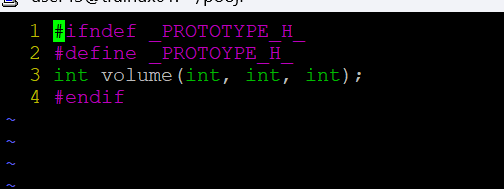 1 #ifndef _PROTOTYPE_H_
2 #define _PROTOYPE_H_
3 int volume(int, int, int);
4 #endif
~
~
~
~